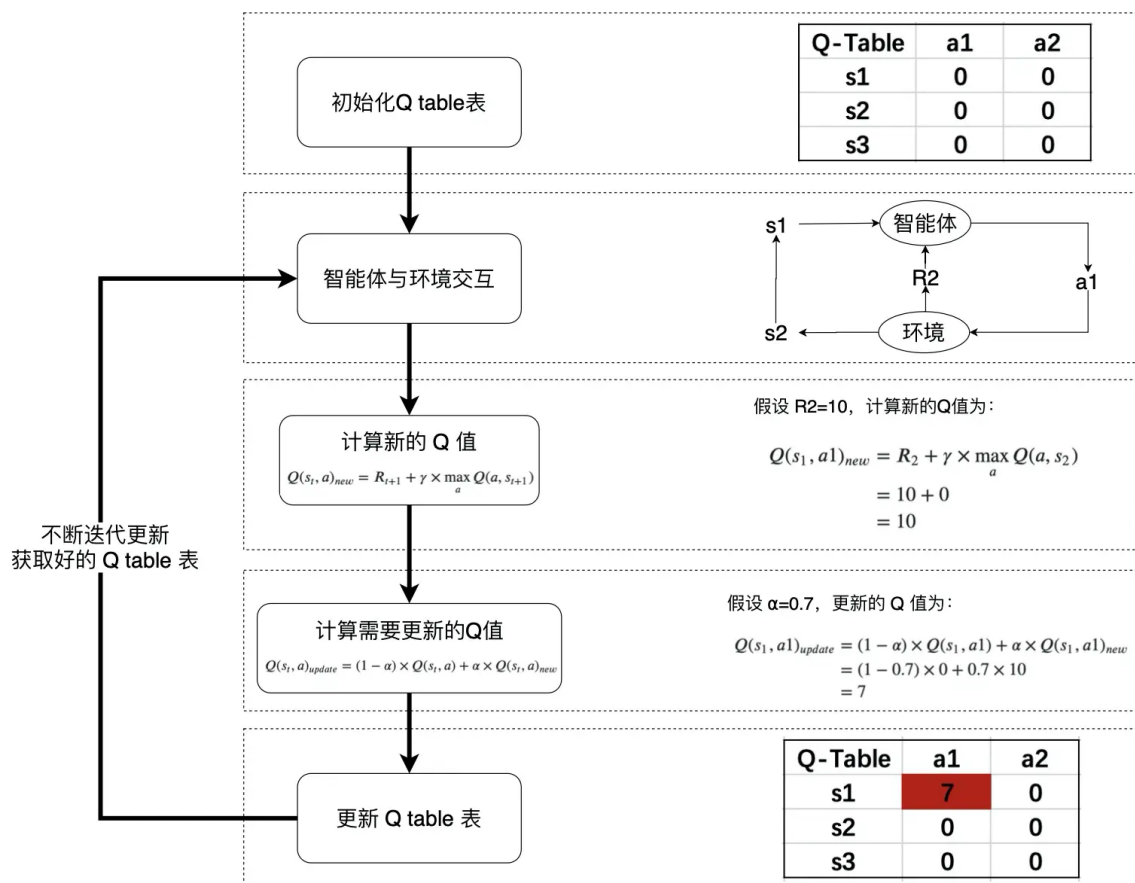 初始化Q table表
Q-Table a1 a2
s1 0 0
s2 0 0
s3 0 0
智能体与环境交互
s1
智能体
R2
a1
s2
环境
计算新的 Q 值
Q(s_t, a)_{new} = R_{t+1} + γ × max_a Q(a, s_{t+1})
假设 R2=10，计算新的Q值为：
Q(s_1, a1)_{new} = R_2 + γ × max_a Q(a, s_2)
= 10 + 0
= 10
不断迭代更新
获取好的 Q table 表
计算需要更新的Q值
Q(s_t, a)_{update} = (1 − α) × Q(s_t, a) + α × Q(s_t, a)_{new}
假设 α=0.7，更新的 Q 值为：
Q(s_1, a1)_{update} = (1 − α) × Q(s_1, a1) + α × Q(s_1, a1)_{new}
= (1 − 0.7) × 0 + 0.7 × 10
= 7
更新 Q table 表
Q-Table a1 a2
s1 7 0
s2 0 0
s3 0 0